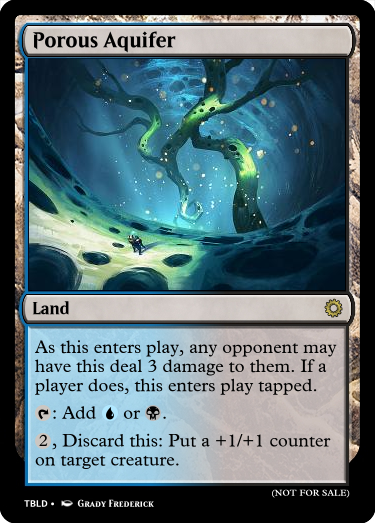 Porous Aquifer
Land
As this enters play, any opponent may
have this deal 3 damage to them. If a
player does, this enters play tapped.
: Add or .
2, Discard this: Put a +1/+1 counter
on target creature.
(NOT FOR SALE)
TBLD • Grady Frederick